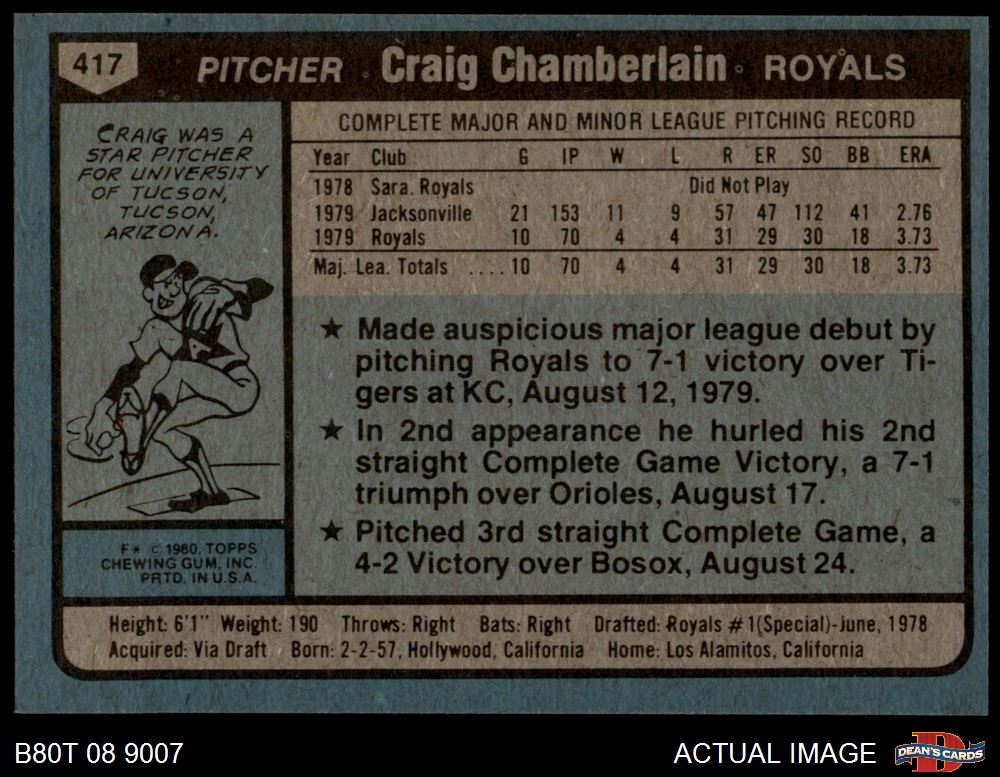 417 PITCHER · Craig Chamberlain · ROYALS
CRAIG WAS A
STAR PITCHER
FOR UNIVERSITY
OF TUCSON,
TUCSON,
ARIZONA.
COMPLETE MAJOR AND MINOR LEAGUE PITCHING RECORD
Year Club G IP W L R ER SO BB ERA
1978 Sara. Royals Did Not Play
1979 Jacksonville 21 153 11 9 57 47 112 41 2.76
1979 Royals 10 70 4 4 31 29 30 18 3.73
Maj. Lea. Totals ....10 70 4 4 31 29 30 18 3.73
★ Made auspicious major league debut by
pitching Royals to 7-1 victory over Ti-
gers at KC, August 12, 1979.
★ In 2nd appearance he hurled his 2nd
straight Complete Game Victory, a 7-1
triumph over Orioles, August 17.
★ Pitched 3rd straight Complete Game, a
4-2 Victory over Bosox, August 24.
F* © 1980, TOPPS
CHEWING GUM, INC.
PRTD. IN U.S.A.
Height: 6'1" Weight: 190 Throws: Right Bats: Right Drafted: Royals #1(Special)-June, 1978
Acquired: Via Draft Born: 2-2-57, Hollywood, California Home: Los Alamitos, California
B80T 08 9007
ACTUAL IMAGE
D
DEAN'S CARDS